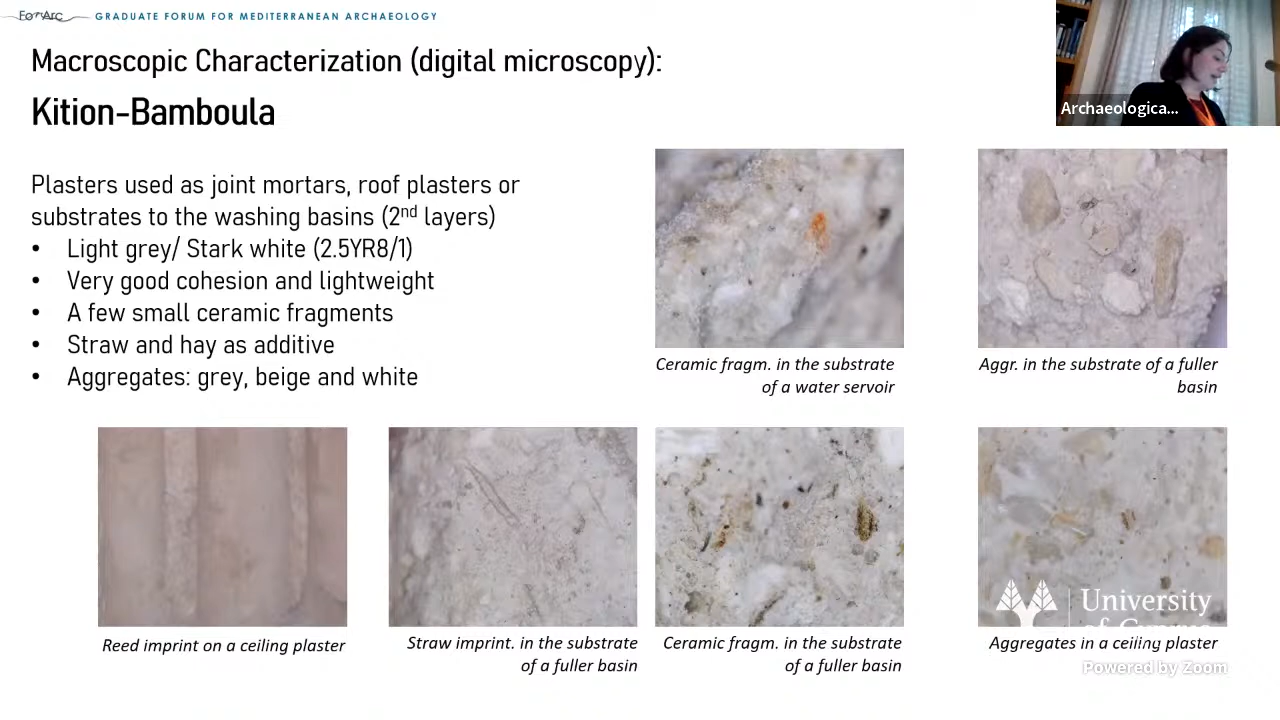 ForArc GRADUATE FORUM FOR MEDITERRANEAN ARCHAEOLOGY
Macroscopic Characterization (digital microscopy):
Kition-Bamboula
Archaeologica...
Plasters used as joint mortars, roof plasters or
substrates to the washing basins (2nd layers)
• Light grey/ Stark white (2.5YR8/1)
• Very good cohesion and lightweight
• A few small ceramic fragments
• Straw and hay as additive
• Aggregates: grey, beige and white
Ceramic fragm. in the substrate
of a water servoir
Aggr. in the substrate of a fuller
basin
Reed imprint on a ceiling plaster
Straw imprint. in the substrate
of a fuller basin
Ceramic fragm. in the substrate
of a fuller basin
University
of Cyprus
Aggregates in a ceiling plaster
Powered by Zoom